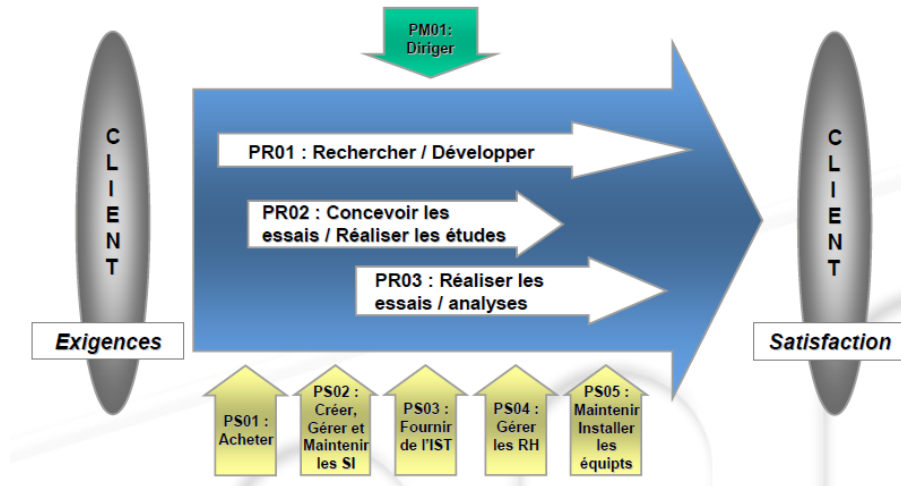 PM01:
Diriger
CLIENT
PR01 : Rechercher / Développer
PR02 : Concevoir les
essais / Réaliser les études
PR03 : Réaliser les
essais / analyses
CLIENT
Exigences
Satisfaction
PS01 :
Acheter
PS02 :
Créer,
Gérer et
Maintenir
les SI
PS03 :
Fournir
de l'IST
PS04 :
Gérer
les RH
PS05 :
Maintenir
Installer
les
équipts